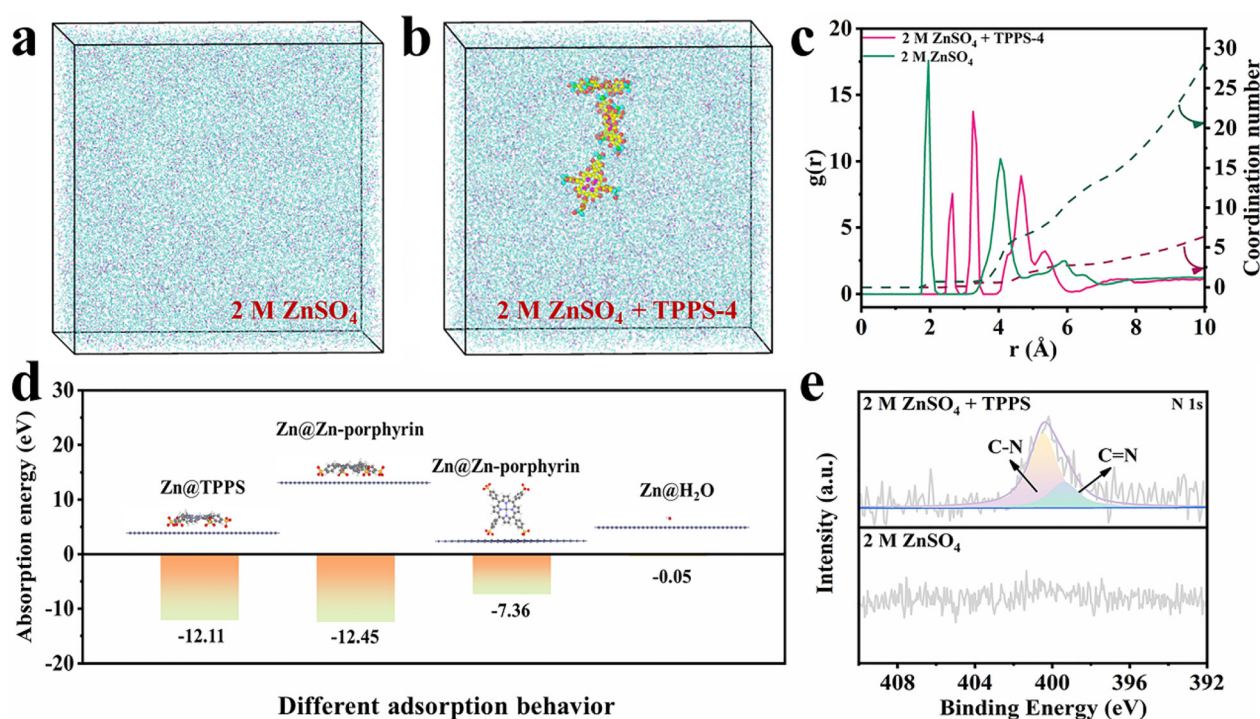 a
2 M ZnSO₄
b
2 M ZnSO₄ + TPPS-4
c
2 M ZnSO₄ + TPPS-4
2 M ZnSO₄
g(r)
20
15
10
5
0
Coordination number
30
25
20
15
10
5
0
0 2 4 6 8 10
r (Å)
d
Absorption energy (eV)
30
20
10
0
-10
-20
Zn@TPPS
Zn@Zn-porphyrin
Zn@Zn-porphyrin
Zn@H₂O
-12.11
-12.45
-7.36
-0.05
Different adsorption behavior
e
2 M ZnSO₄ + TPPS
N 1s
C-N
C=N
2 M ZnSO₄
Intensity (a.u.)
408 404 400 396 392
Binding Energy (eV)